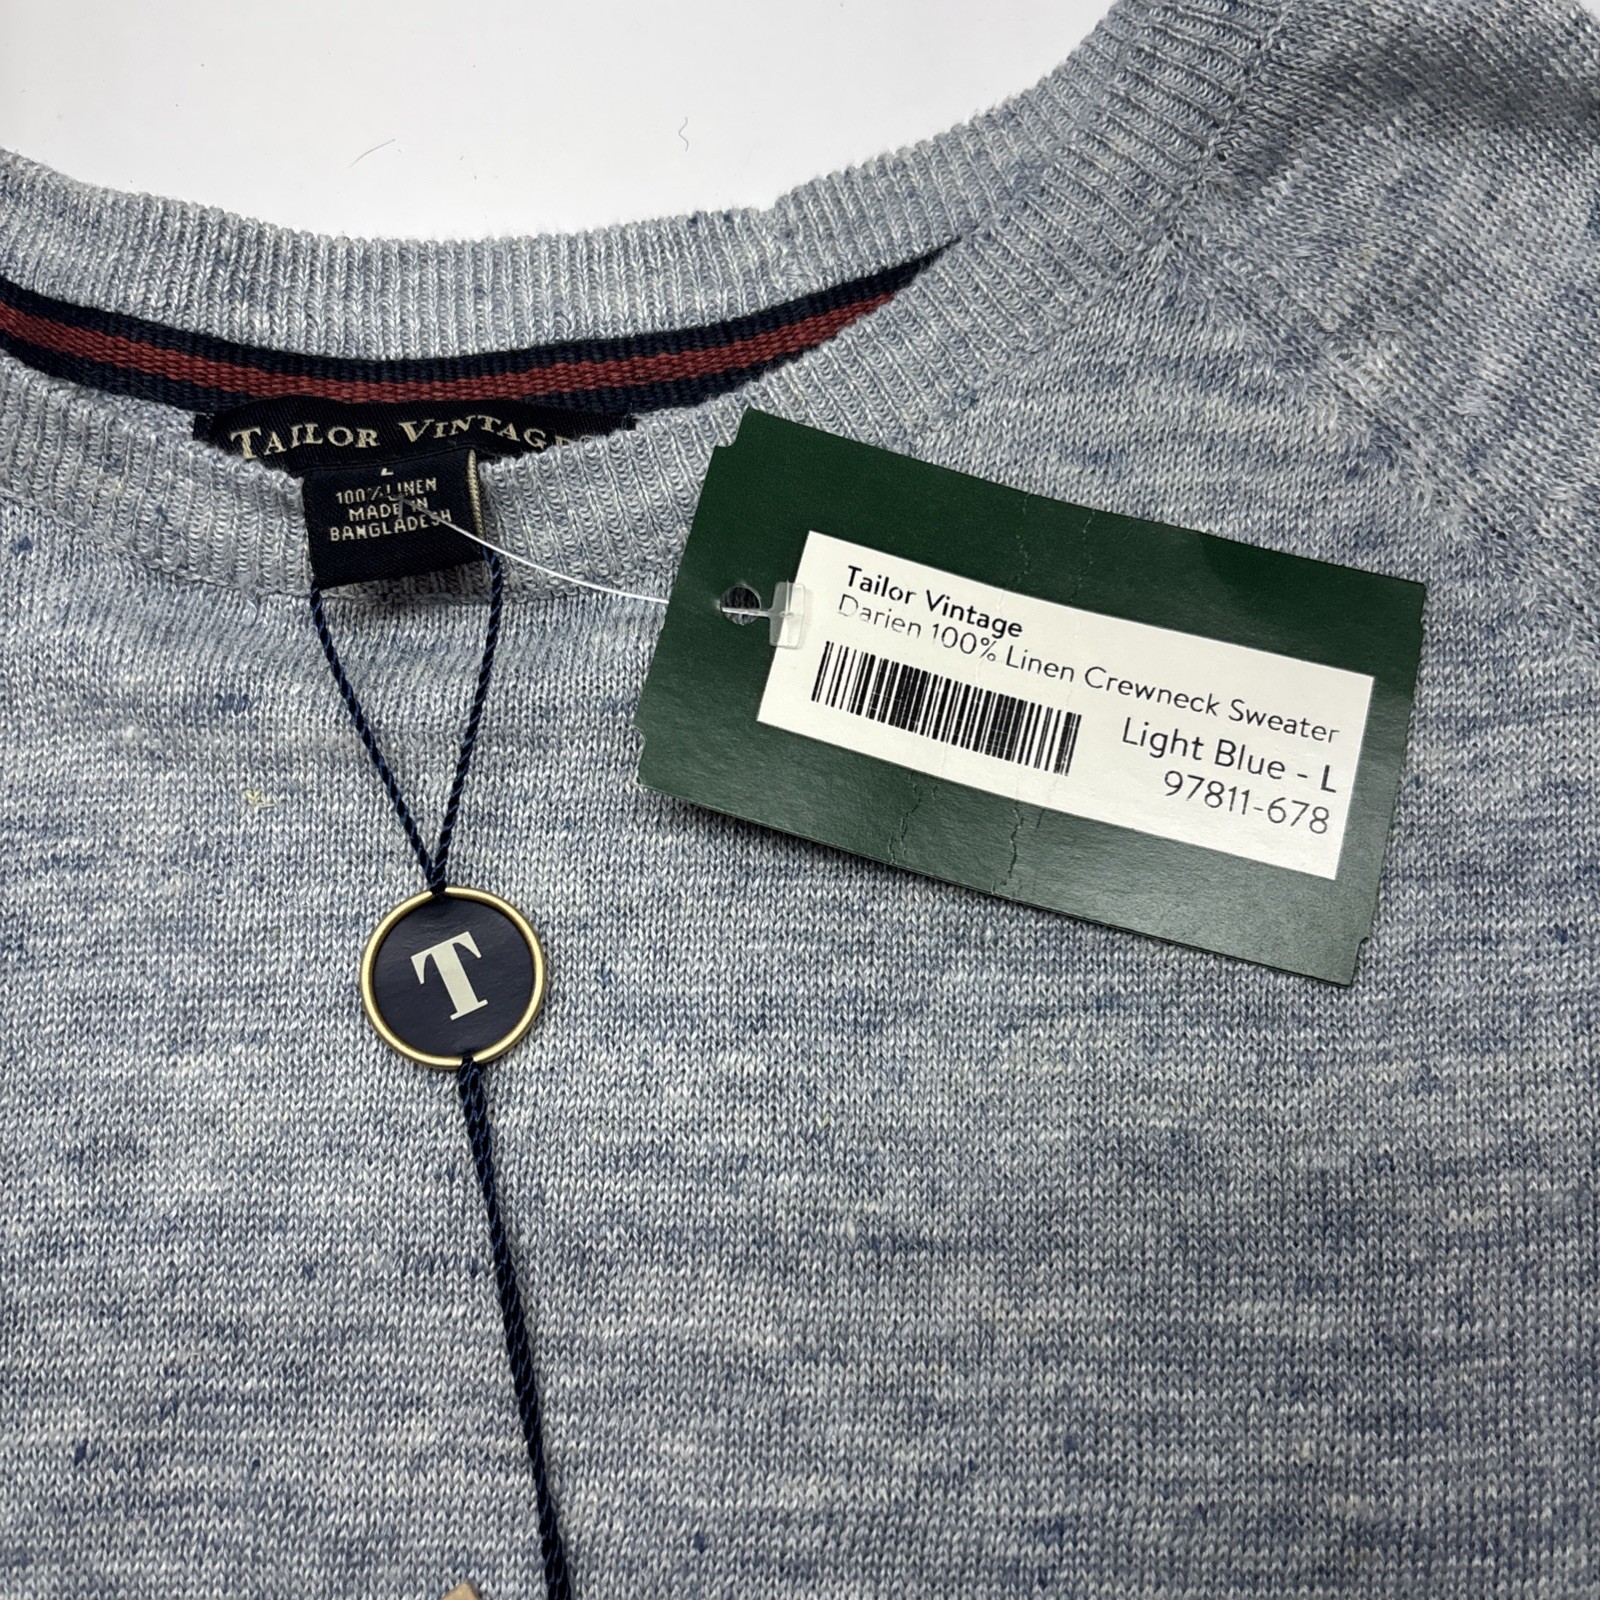 TAILOR VINTAGE
L
100% LINEN
MADE IN
BANGLADESH
Tailor Vintage
Darien 100% Linen Crewneck Sweater
Light Blue - L
97811-678
T